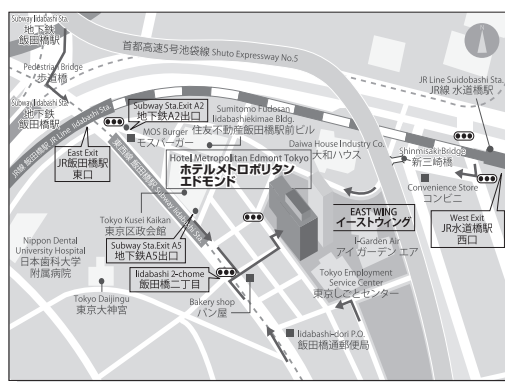 Subway Iidabashi Sta.
地下鉄
飯田橋駅
首都高速5号池袋線 Shuto Expressway No.5
Pedestrian Bridge
歩道橋
JR Line Suidobashi Sta.
JR線 水道橋駅
Subway Iidabashi Sta.
地下鉄
飯田橋駅
Subway Sta.Exit A2
地下鉄A2出口
Sumitomo Fudosan
Iidabashiekimae Bldg.
住友不動産飯田橋駅前ビル
JR線 飯田橋駅 JR Line Iidabashi Sta.
MOS Burger
モスバーガー
Daiwa House Industry Co.
大和ハウス
Shinmisaki Bridge
新三崎橋
East Exit
JR飯田橋駅
東口
Hotel Metropolitan Edmont Tokyo
ホテルメトロポリタン
エドモンド
Convenience Store
コンビニ
EAST WING
イーストウィング
West Exit
JR水道橋駅
西口
Tokyo Kusei Kaikan
東京区政会館
I-Garden Air
アイ ガーデン エア
Nippon Dental
University Hospital
日本歯科大学
附属病院
Subway Sta.Exit A5
地下鉄A5出口
Iidabashi 2-chome
飯田橋二丁目
Tokyo Employment
Service Center
東京しごとセンター
Tokyo Daijingu
東京大神宮
Bakery shop
パン屋
Iidabashi-dori P.O.
飯田橋通郵便局